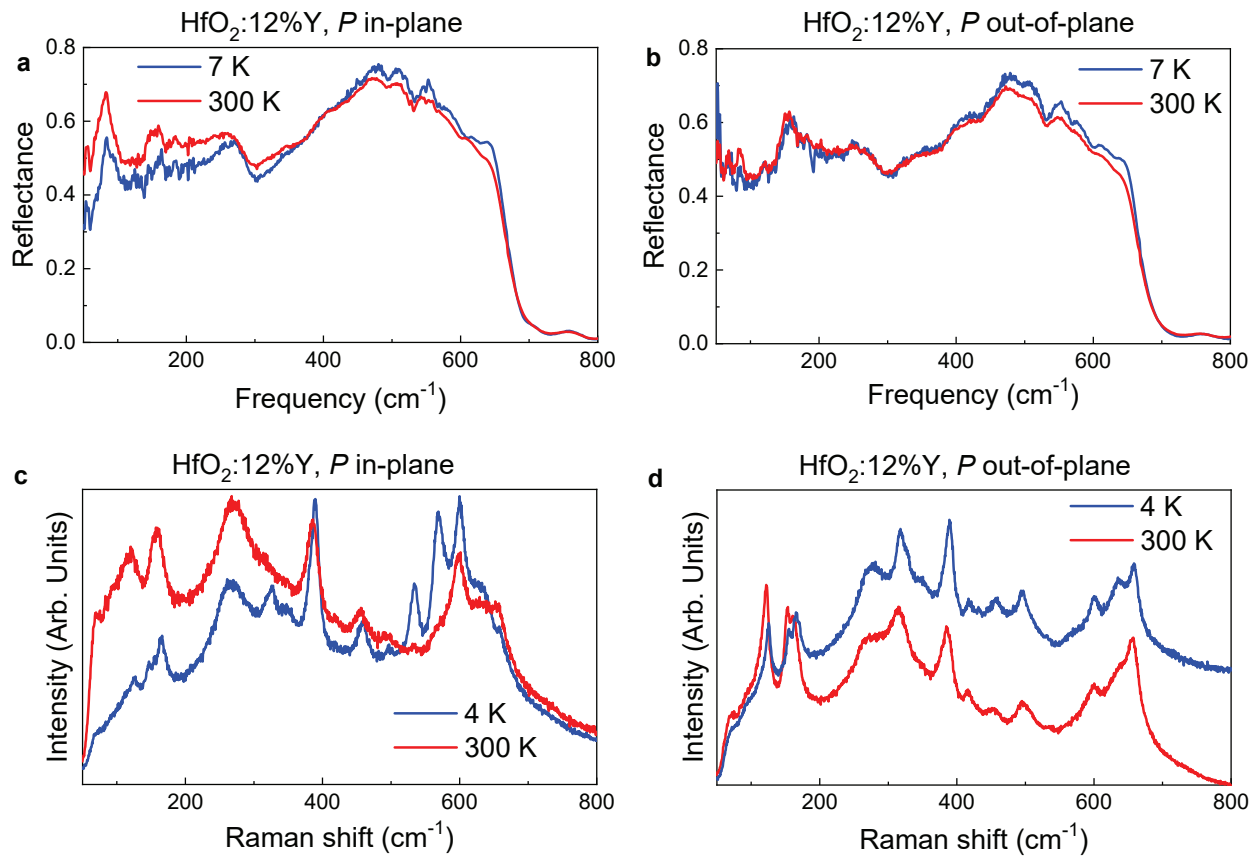 HfO₂:12%Y, P in-plane
a
7 K
300 K
0.8
0.6
0.4
0.2
0.0
Reflectance
200
400
600
800
Frequency (cm⁻¹)
HfO₂:12%Y, P out-of-plane
b
7 K
300 K
0.8
0.6
0.4
0.2
0.0
Reflectance
200
400
600
800
Frequency (cm⁻¹)
HfO₂:12%Y, P in-plane
c
4 K
300 K
Intensity (Arb. Units)
200
400
600
800
Raman shift (cm⁻¹)
HfO₂:12%Y, P out-of-plane
d
4 K
300 K
Intensity (Arb. Units)
200
400
600
800
Raman shift (cm⁻¹)